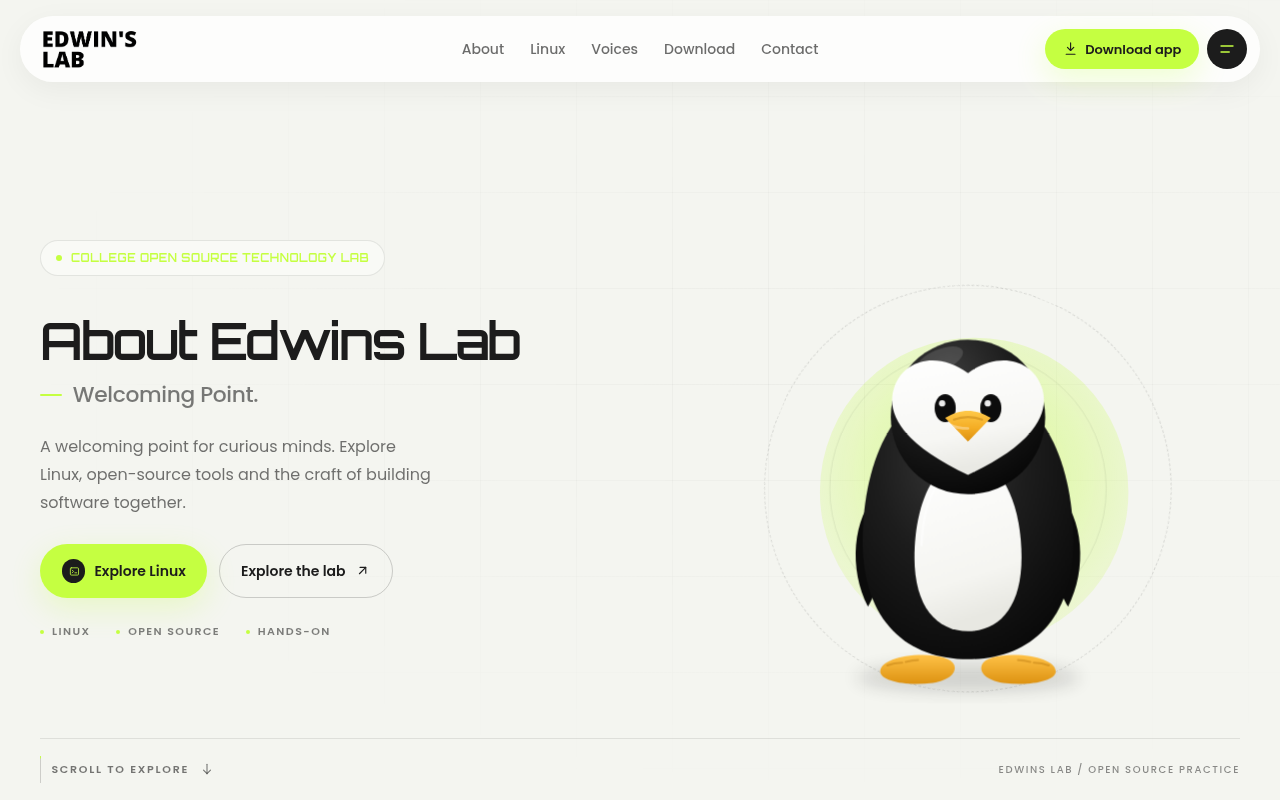 EDWIN'S
LAB
About
Linux
Voices
Download
Contact
Download app
COLLEGE OPEN SOURCE TECHNOLOGY LAB
About Edwins Lab
Welcoming Point.
A welcoming point for curious minds. Explore
Linux, open-source tools and the craft of building
software together.
Explore Linux
Explore the lab
LINUX
OPEN SOURCE
HANDS-ON
SCROLL TO EXPLORE
EDWINS LAB / OPEN SOURCE PRACTICE